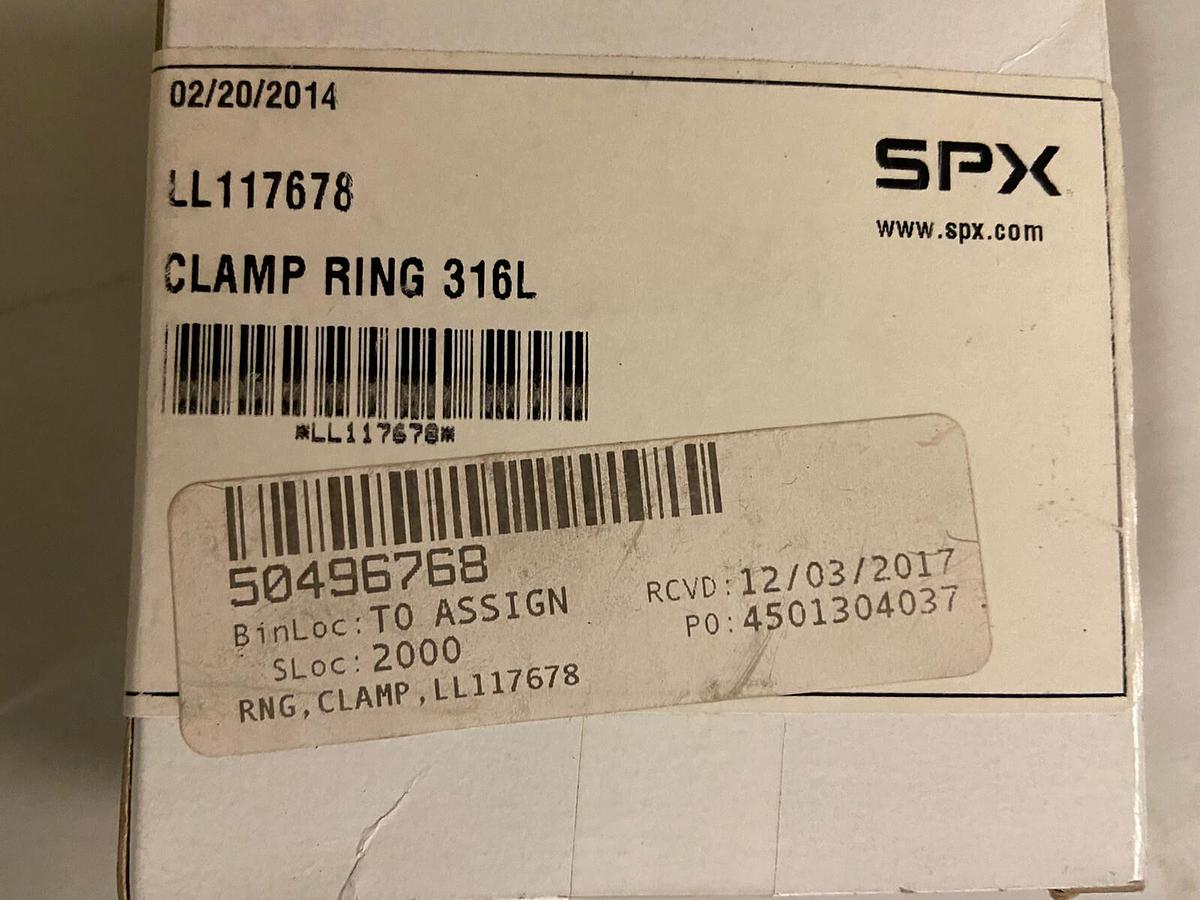 02/20/2014
SPX
LL117678
www.spx.com
CLAMP RING 316L
*LL117678*
50496768
BinLoc:TO ASSIGN
RCVD:12/03/2017
SLoc:2000
PO:4501304037
RNG,CLAMP,LL117678